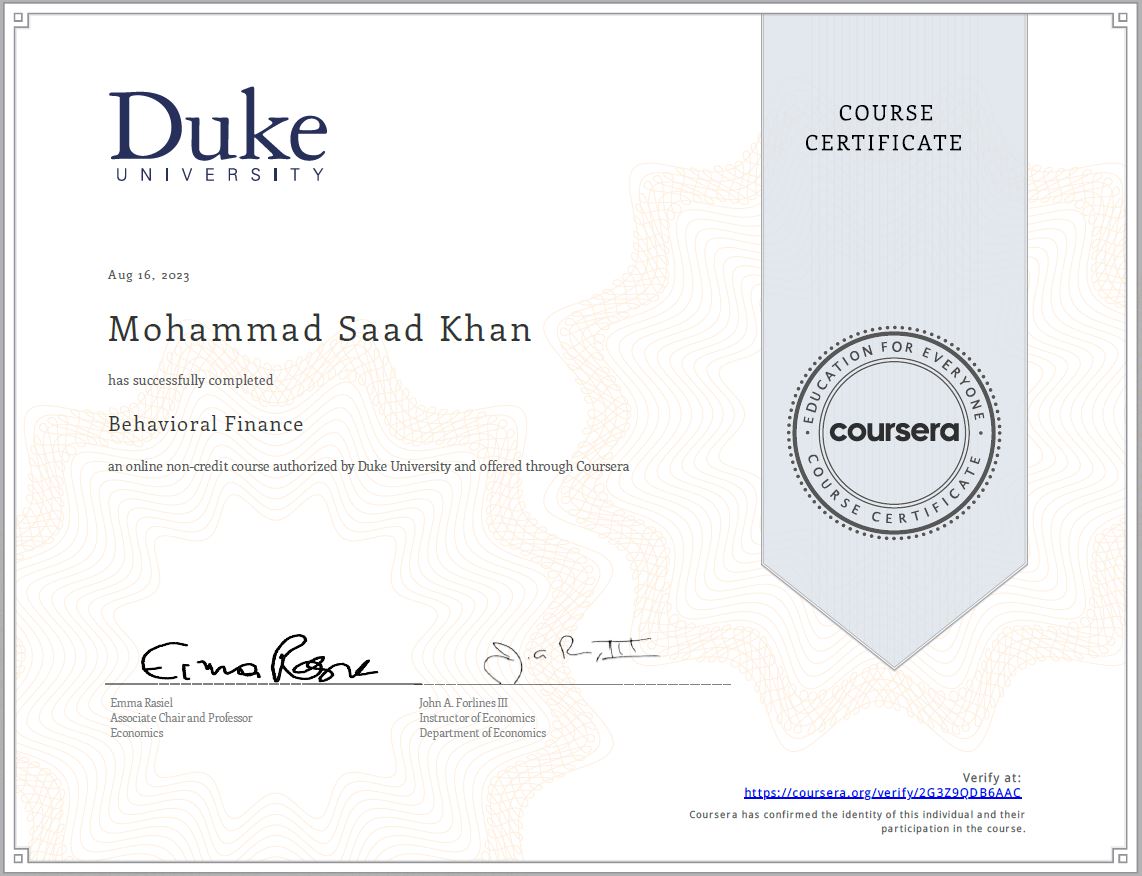 Duke
UNIVERSITY
COURSE
CERTIFICATE
Aug 16, 2023
Mohammad Saad Khan
has successfully completed
Behavioral Finance
an online non-credit course authorized by Duke University and offered through Coursera
EDUCATION FOR EVERYONE
coursera
COURSE CERTIFICATE
Emma Rasiel
Associate Chair and Professor
Economics
John A. Forlines III
Instructor of Economics
Department of Economics
Verify at:
https://coursera.org/verify/2G3Z9QDB6AAC
Coursera has confirmed the identity of this individual and their
participation in the course.